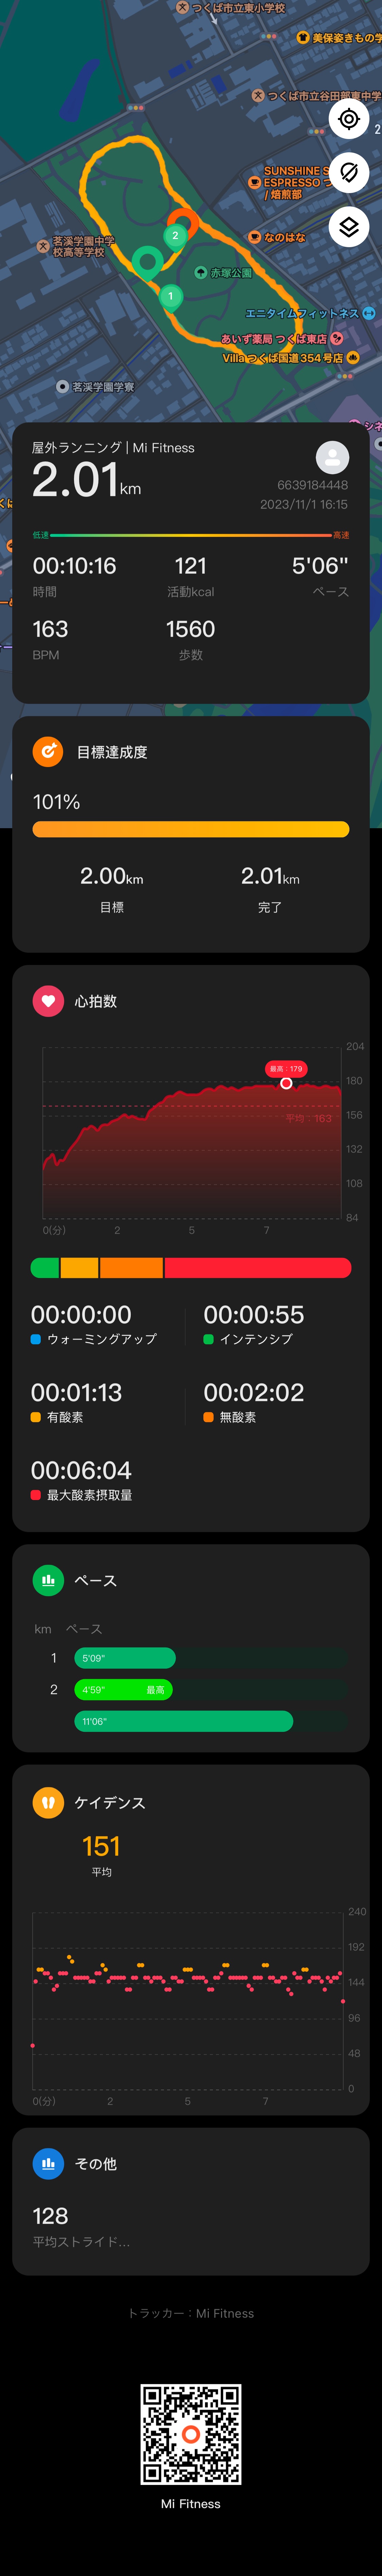 つくば市立東小学校
美保姿きもの学
つくば市立谷田部東中学
2
SUNSHINE S
ESPRESSO つ
/ 焙煎部
2
なのはな
茗溪学園中学
校高等学校
赤塚公園
1
エニタイムフィットネス
あいず薬局 つくば東店
Villa つくば国道354号店
茗溪学園学寮
シネ
屋外ランニング | Mi Fitness
2.01km
6639184448
2023/11/1 16:15
低速
高速
00:10:16
121
5'06"
時間
活動kcal
ペース
163
1560
BPM
歩数
目標達成度
101%
2.00km
2.01km
目標
完了
心拍数
204
最高：179
180
平均：163
156
132
108
84
0(分)
2
5
7
00:00:00
00:00:55
ウォーミングアップ
インテンシブ
00:01:13
00:02:02
有酸素
無酸素
00:06:04
最大酸素摂取量
ペース
km ペース
1 5'09"
2 4'59" 最高
11'06"
ケイデンス
151
平均
240
192
144
96
48
0
0(分)
2
5
7
その他
128
平均ストライド...
トラッカー：Mi Fitness
Mi Fitness